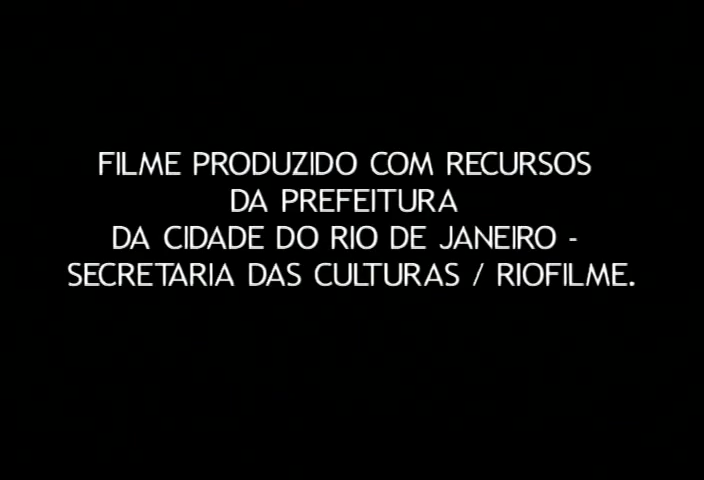 FILME PRODUZIDO COM RECURSOS
DA PREFEITURA
DA CIDADE DO RIO DE JANEIRO -
SECRETARIA DAS CULTURAS / RIOFILME.